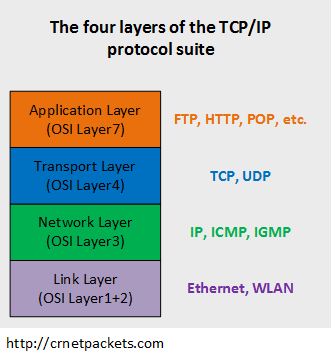 The four layers of the TCP/IP
protocol suite
Application Layer
(OSI Layer7)
FTP, HTTP, POP, etc.
Transport Layer
(OSI Layer4)
TCP, UDP
Network Layer
(OSI Layer3)
IP, ICMP, IGMP
Link Layer
(OSI Layer1+2)
Ethernet, WLAN
http://crnetpackets.com